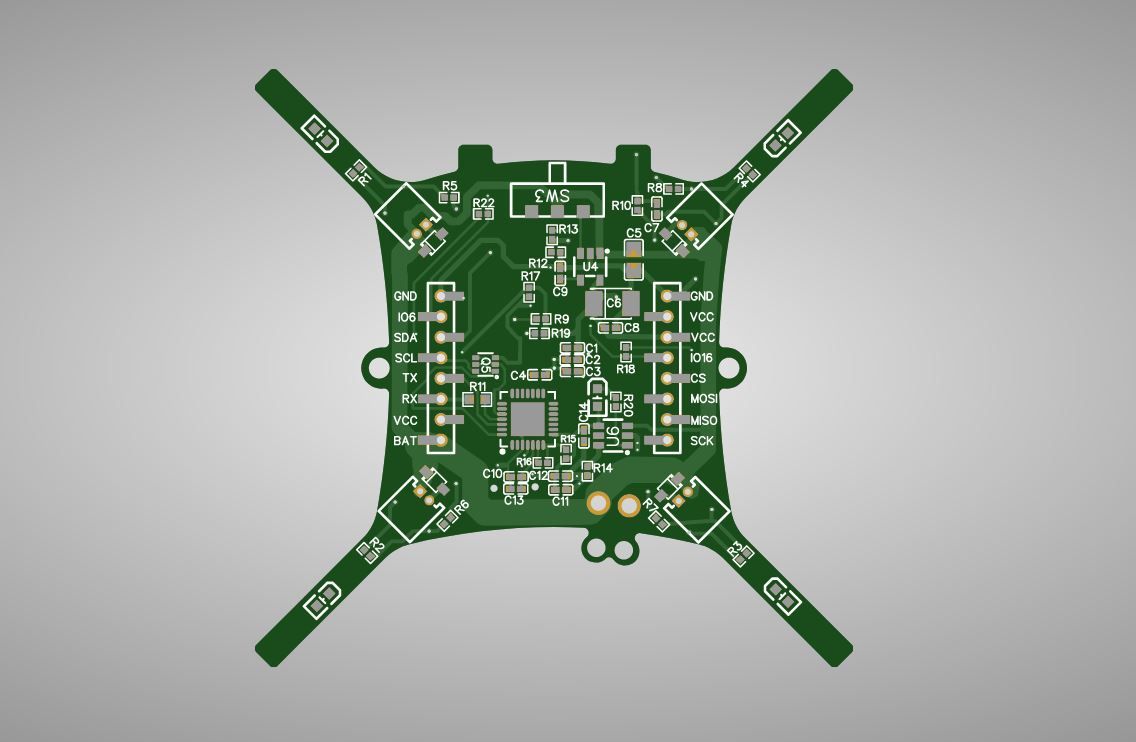 R1
R4
R5
R22
SW3
R8
R10
C7
R13
C5
R12
U4
R17
C9
C6
GND
IO6
SDA
SCL
TX
RX
VCC
BAT
GND
VCC
VCC
IO16
CS
MOSI
MISO
SCK
R9
R19
C8
C1
C2
C3
R18
Q5
C4
R11
C14
R20
U6
R15
R16
R14
C10
C12
C13
C11
R6
R7
R2
R3